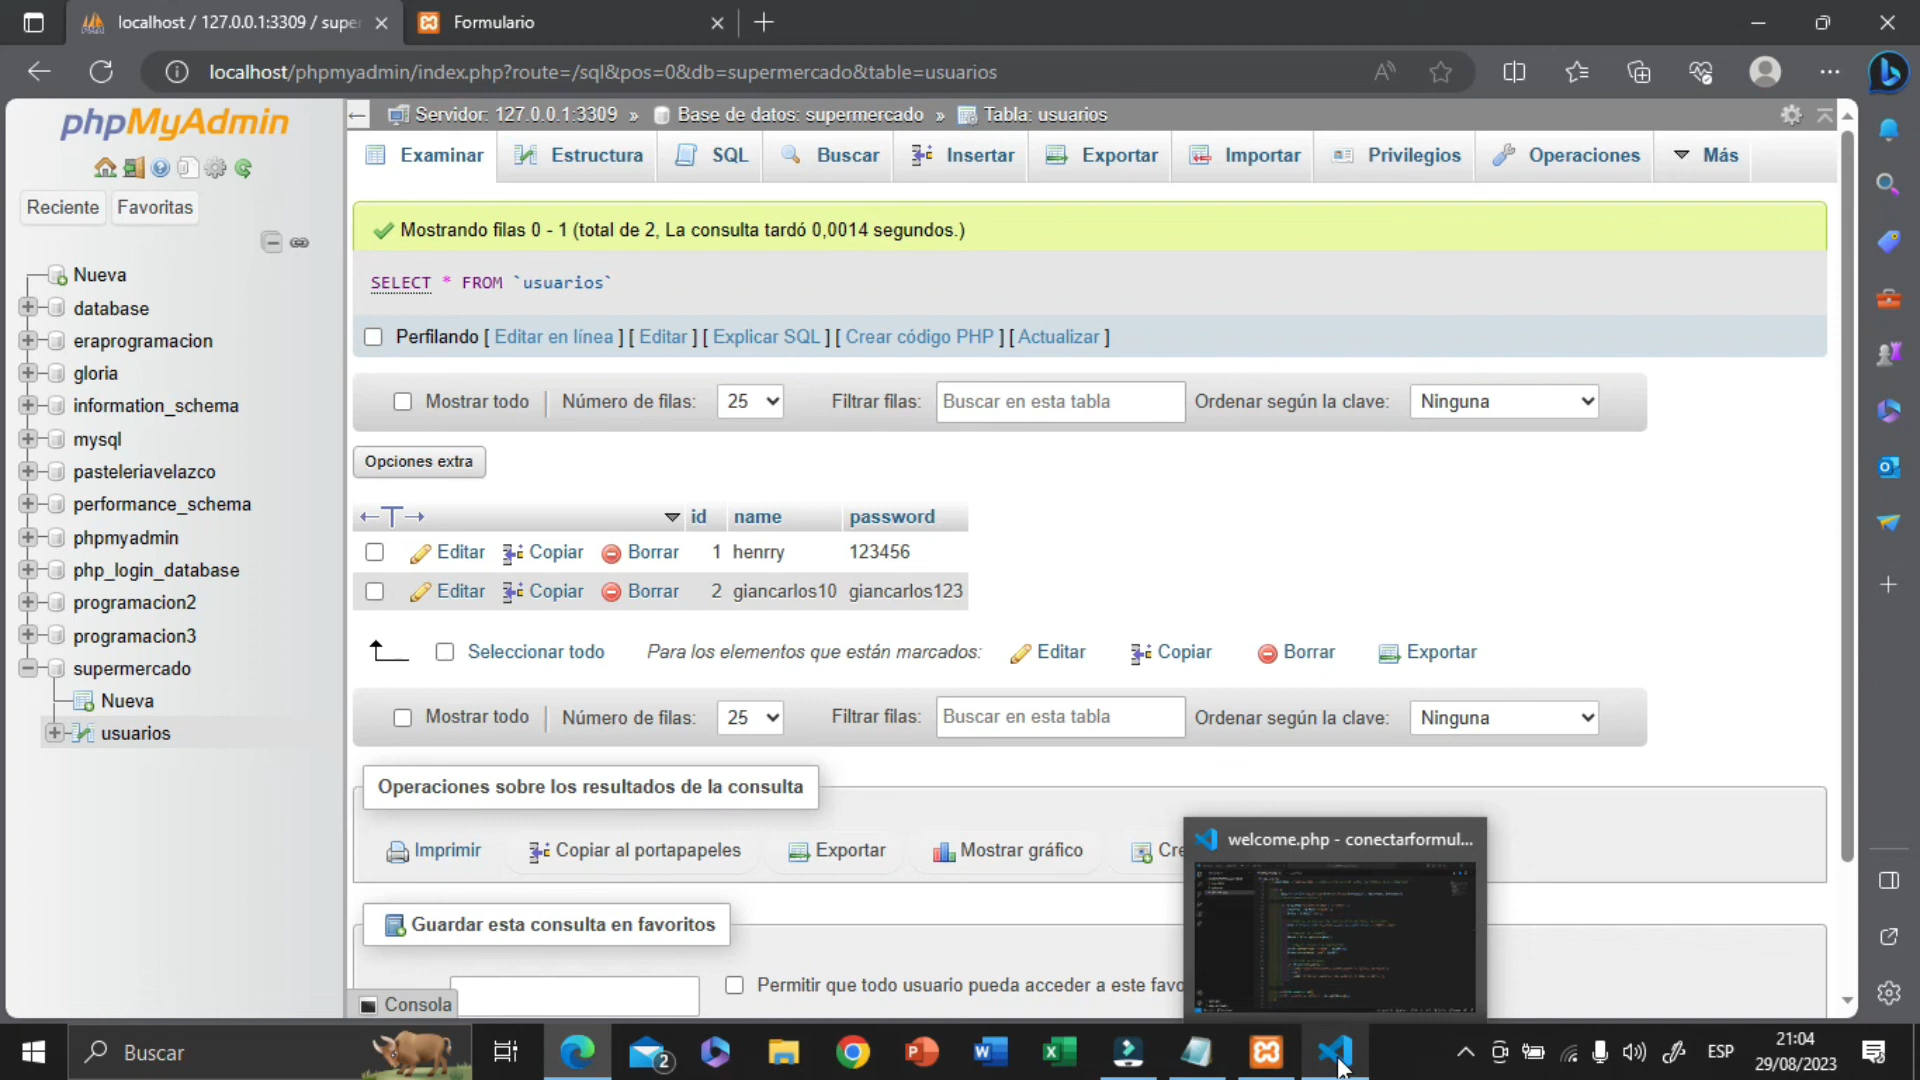 localhost / 127.0.0.1:3309 / supe
Formulario
localhost/phpmyadmin/index.php?route=/sql&pos=0&db=supermercado&table=usuarios
phpMyAdmin
Reciente
Favoritas
Nueva
database
eraprogramacion
gloria
information_schema
mysql
pasteleriavelazco
performance_schema
phpmyadmin
php_login_database
programacion2
programacion3
supermercado
Nueva
usuarios
Servidor: 127.0.0.1:3309 » Base de datos: supermercado » Tabla: usuarios
Examinar Estructura SQL Buscar Insertar Exportar Importar Privilegios Operaciones Más
Mostrando filas 0 - 1 (total de 2, La consulta tardó 0,0014 segundos.)
SELECT * FROM `usuarios`
Perfilando [ Editar en línea ] [ Editar ] [ Explicar SQL ] [ Crear código PHP ] [ Actualizar ]
Mostrar todo Número de filas: 25 Filtrar filas: Buscar en esta tabla Ordenar según la clave: Ninguna
Opciones extra
id name password
Editar Copiar Borrar 1 henrry 123456
Editar Copiar Borrar 2 giancarlos10 giancarlos123
Seleccionar todo Para los elementos que están marcados: Editar Copiar Borrar Exportar
Mostrar todo Número de filas: 25 Filtrar filas: Buscar en esta tabla Ordenar según la clave: Ninguna
Operaciones sobre los resultados de la consulta
Imprimir Copiar al portapapeles Exportar Mostrar gráfico Cre
Guardar esta consulta en favoritos
Permitir que todo usuario pueda acceder a este favo
Consola
welcome.php - conectarformul...
Buscar
2
ESP
21:04
29/08/2023